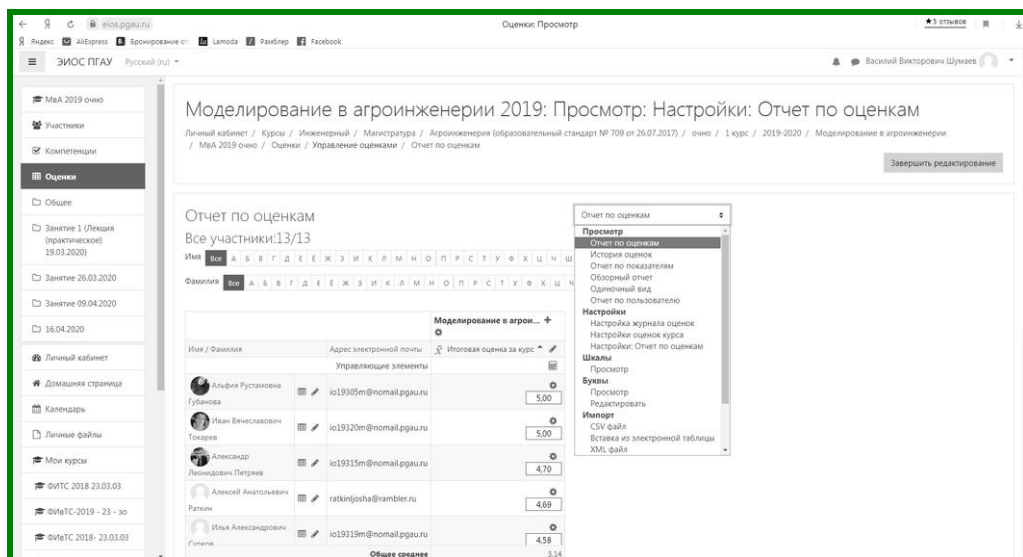 Я eios.pgau.ru Оценки: Просмотр ★5 отзывов
Я Яндекс AliExpress B. Бронирование от La Lamoda Рамблер Facebook
ЭИОС ПГАУ Русский (ru) Василий Викторович Шумаев
МвА 2019 очно
Участники
Компетенции
Оценки
Общее
Занятие 1 (Лекция
(практическое)
19.03.2020)
Занятие 26.03.2020
Занятие 09.04.2020
16.04.2020
Личный кабинет
Домашняя страница
Календарь
Личные файлы
Мои курсы
ФИТС 2018 23.03.03
ФИвТС-2019 - 23 - зо
ФИвТС 2018- 23.03.03
Моделирование в агроинженерии 2019: Просмотр: Настройки: Отчет по оценкам
Личный кабинет / Курсы / Инженерный / Магистратура / Агроинженерия (образовательный стандарт № 709 от 26.07.2017) / очно / 1 курс / 2019-2020 / Моделирование в агроинженерии
/ МвА 2019 очно / Оценки / Управление оценками / Отчет по оценкам
Завершить редактирование
Отчет по оценкам
Все участники:13/13
Имя Все А Б В Г Д Е Ё Ж З И К Л М Н О П Р С Т У Ф Х Ц Ч Ш
Фамилия Все А Б В Г Д Е Ё Ж З И К Л М Н О П Р С Т У Ф Х Ц Ч
Моделирование в агрои... +
Имя / Фамилия Адрес электронной почты Итоговая оценка за курс
Управляющие элементы
Альфия Рустамовна
Губанова io19305m@nomail.pgau.ru 5,00
Иван Вячеславович
Токарев io19320m@nomail.pgau.ru 5,00
Александр
Леонидович Петряев io19315m@nomail.pgau.ru 4,70
Алексей Анатольевич
Раткин ratkinljosha@rambler.ru 4,69
Илья Александрович
Сурков io19319m@nomail.pgau.ru 4,58
Общее среднее 3,14
Отчет по оценкам
Просмотр
Отчет по оценкам
История оценок
Отчет по показателям
Обзорный отчет
Одиночный вид
Отчет по пользователю
Настройки
Настройка журнала оценок
Настройки оценок курса
Настройки: Отчет по оценкам
Шкалы
Просмотр
Буквы
Просмотр
Редактировать
Импорт
CSV файл
Вставка из электронной таблицы
XML файл